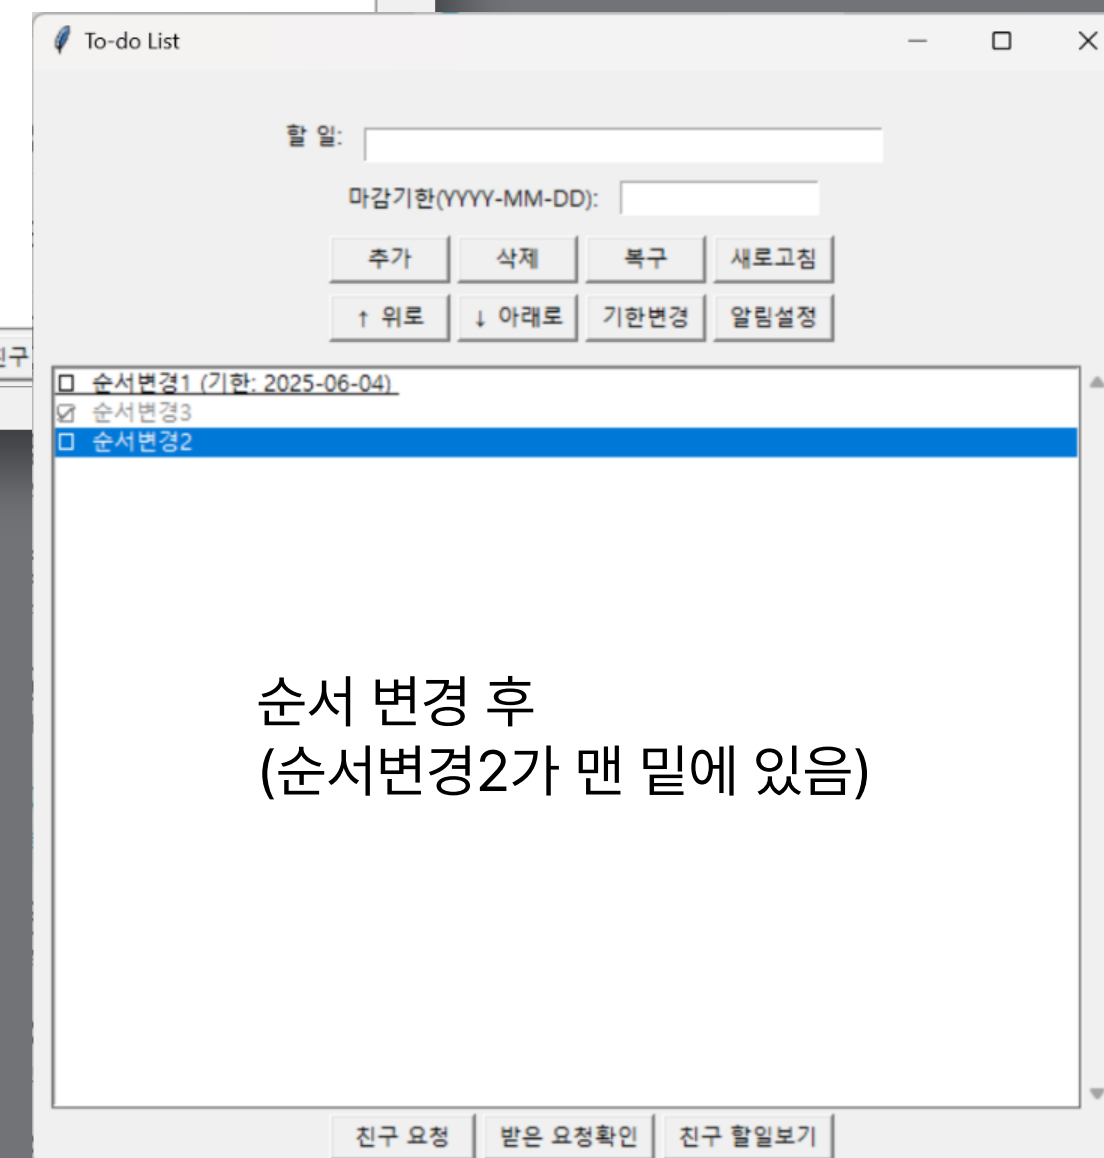 To-do List
할 일:
마감기한(YYYY-MM-DD):
추가 삭제 복구 새로고침
↑ 위로 ↓ 아래로 기한변경 알림설정
친구
☐ 순서변경1 (기한: 2025-06-04)
☑ 순서변경3
☐ 순서변경2
순서 변경 후
(순서변경2가 맨 밑에 있음)
친구 요청 받은 요청확인 친구 할일보기